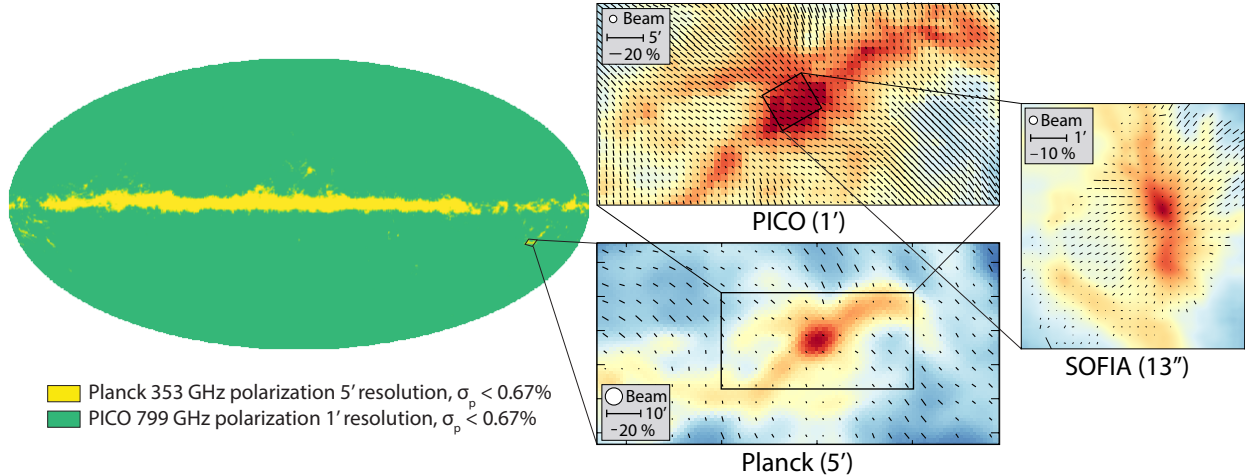 Beam
5′
20 %
PICO (1′)
Beam
1′
10 %
SOFIA (13″)
Beam
10′
20 %
Planck (5′)
Planck 353 GHz polarization 5′ resolution, σp < 0.67%
PICO 799 GHz polarization 1′ resolution, σp < 0.67%